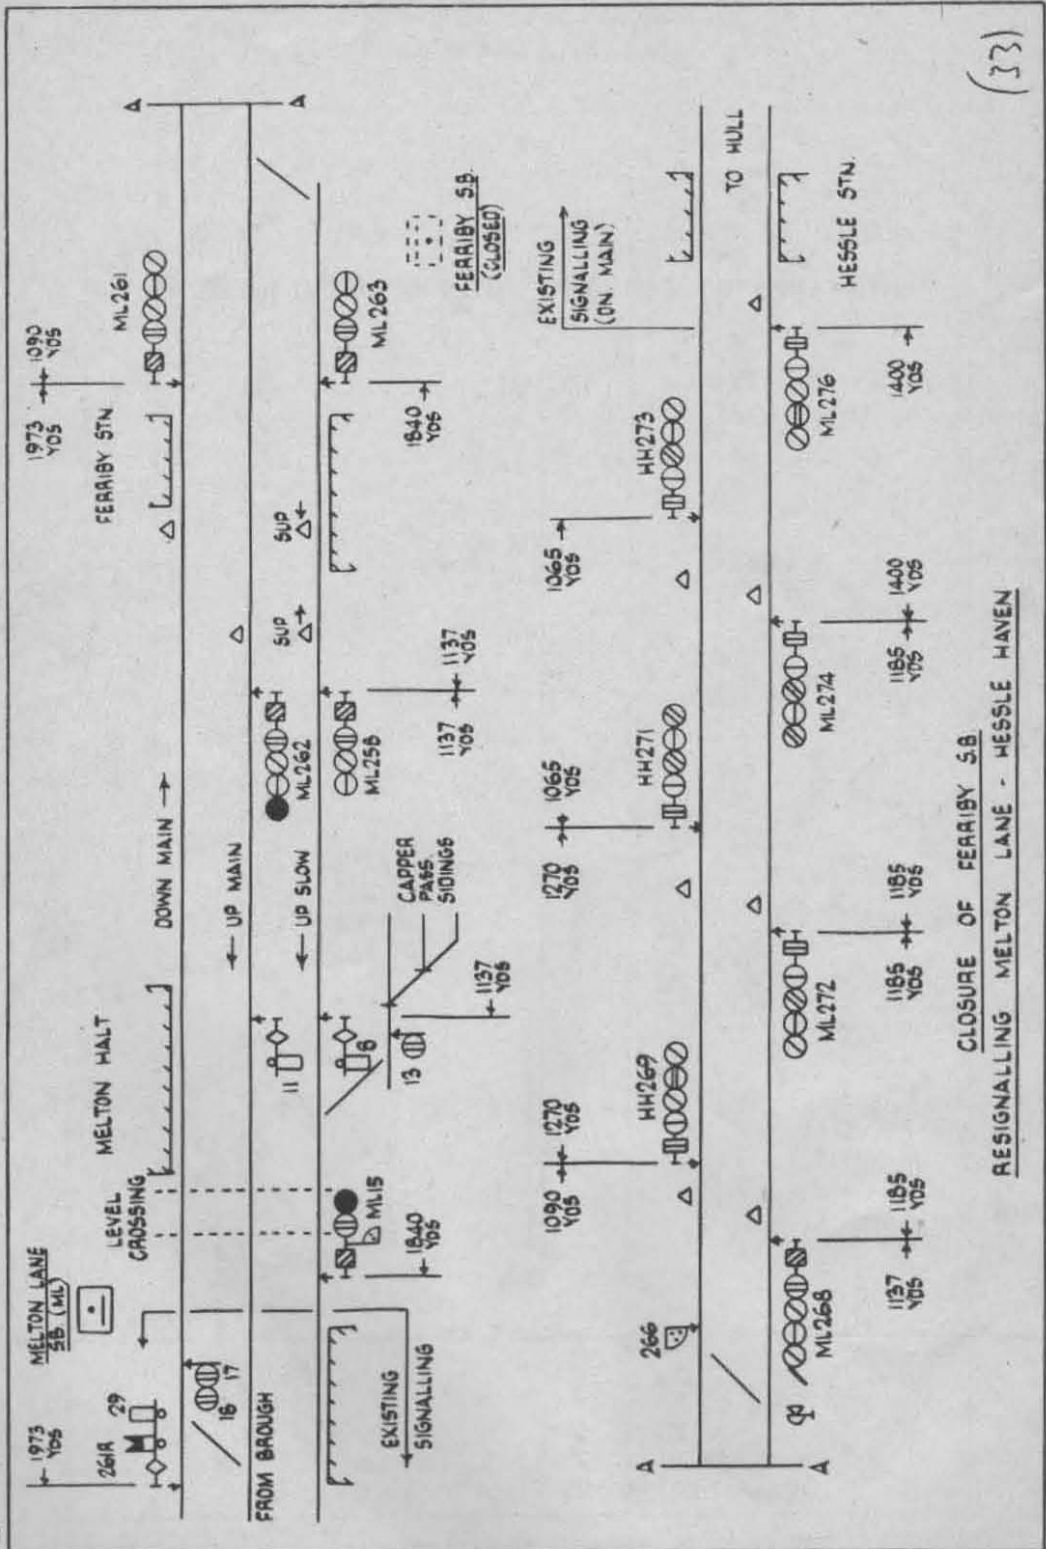 (33)
1973
YDS
261R
M
29
MELTON LANE
S.B. (ML)
LEVEL
CROSSING
MELTON HALT
DOWN MAIN →
FERRIBY STN.
1973
YDS
1090
YDS
ML261
A
18
17
FROM BROUGH
← UP MAIN
11
ML262
SUP
SUP
← UP SLOW
A
EXISTING
SIGNALLING
ML15
1840
YDS
8
13
CAPPER
PASS
SIDINGS
1137
YDS
ML258
1137
YDS
1137
YDS
1840
YDS
ML263
FERRIBY S.B.
(CLOSED)
A
266
1090
YDS
1270
YDS
HH269
1270
YDS
1065
YDS
HH271
1065
YDS
HH273
EXISTING
SIGNALLING
(DN. MAIN)
TO HULL
A
ML268
1137
YDS
1185
YDS
ML272
1185
YDS
1185
YDS
ML274
1185
YDS
1400
YDS
ML276
1400
YDS
HESSLE STN.
CLOSURE OF FERRIBY S.B.
RESIGNALLING MELTON LANE - HESSLE HAVEN